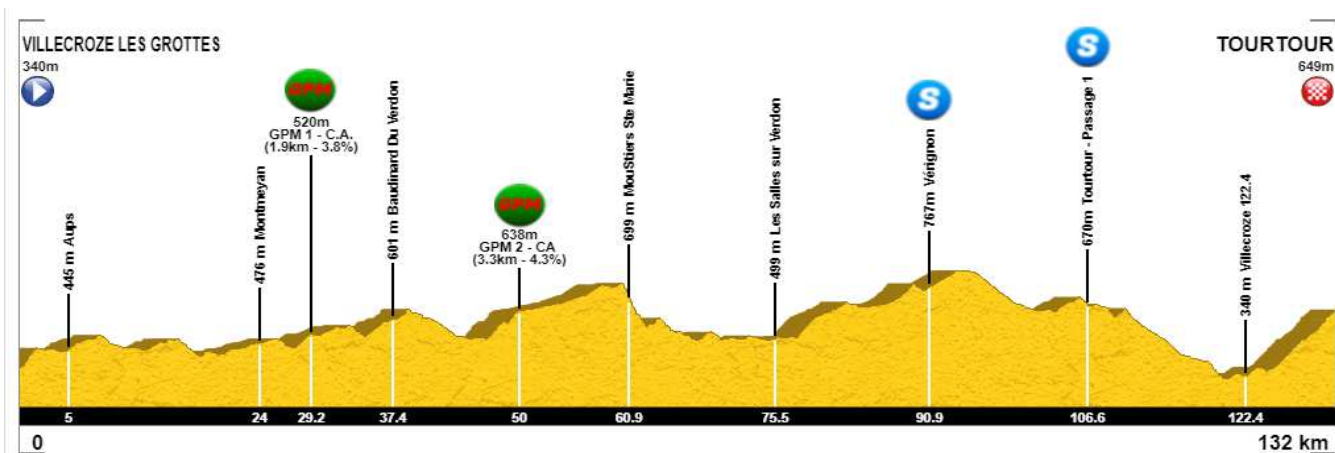 VILLECROZE LES GROTTES
340m
445 m Aups
476 m Montmeyan
GPM
520m
GPM 1 - C.A.
(1.9km - 3.8%)
601 m Baudinard Du Verdon
GPM
638m
GPM 2 - CA
(3.3km - 4.3%)
699 m MouStiers Ste Marie
499 m Les Salles sur Verdon
S
767m Vérignon
S
670m Tourtour - Passage 1
340 m Villecroze 122.4
TOURTOUR
649m
5 24 29.2 37.4 50 60.9 75.5 90.9 106.6 122.4
0 132 km